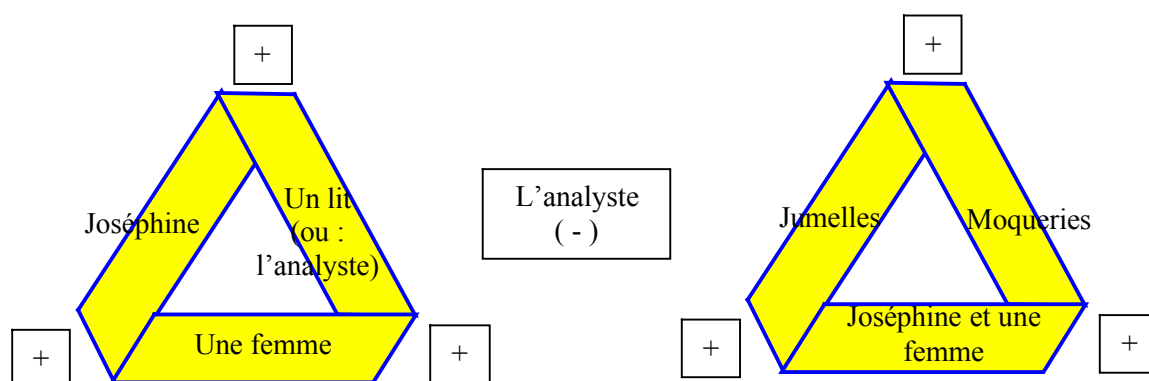 +
Joséphine
Un lit
(ou :
l’analyste)
Une femme
+
+
L’analyste
( - )
+
Jumelles
Moqueries
Joséphine et une
femme
+
+